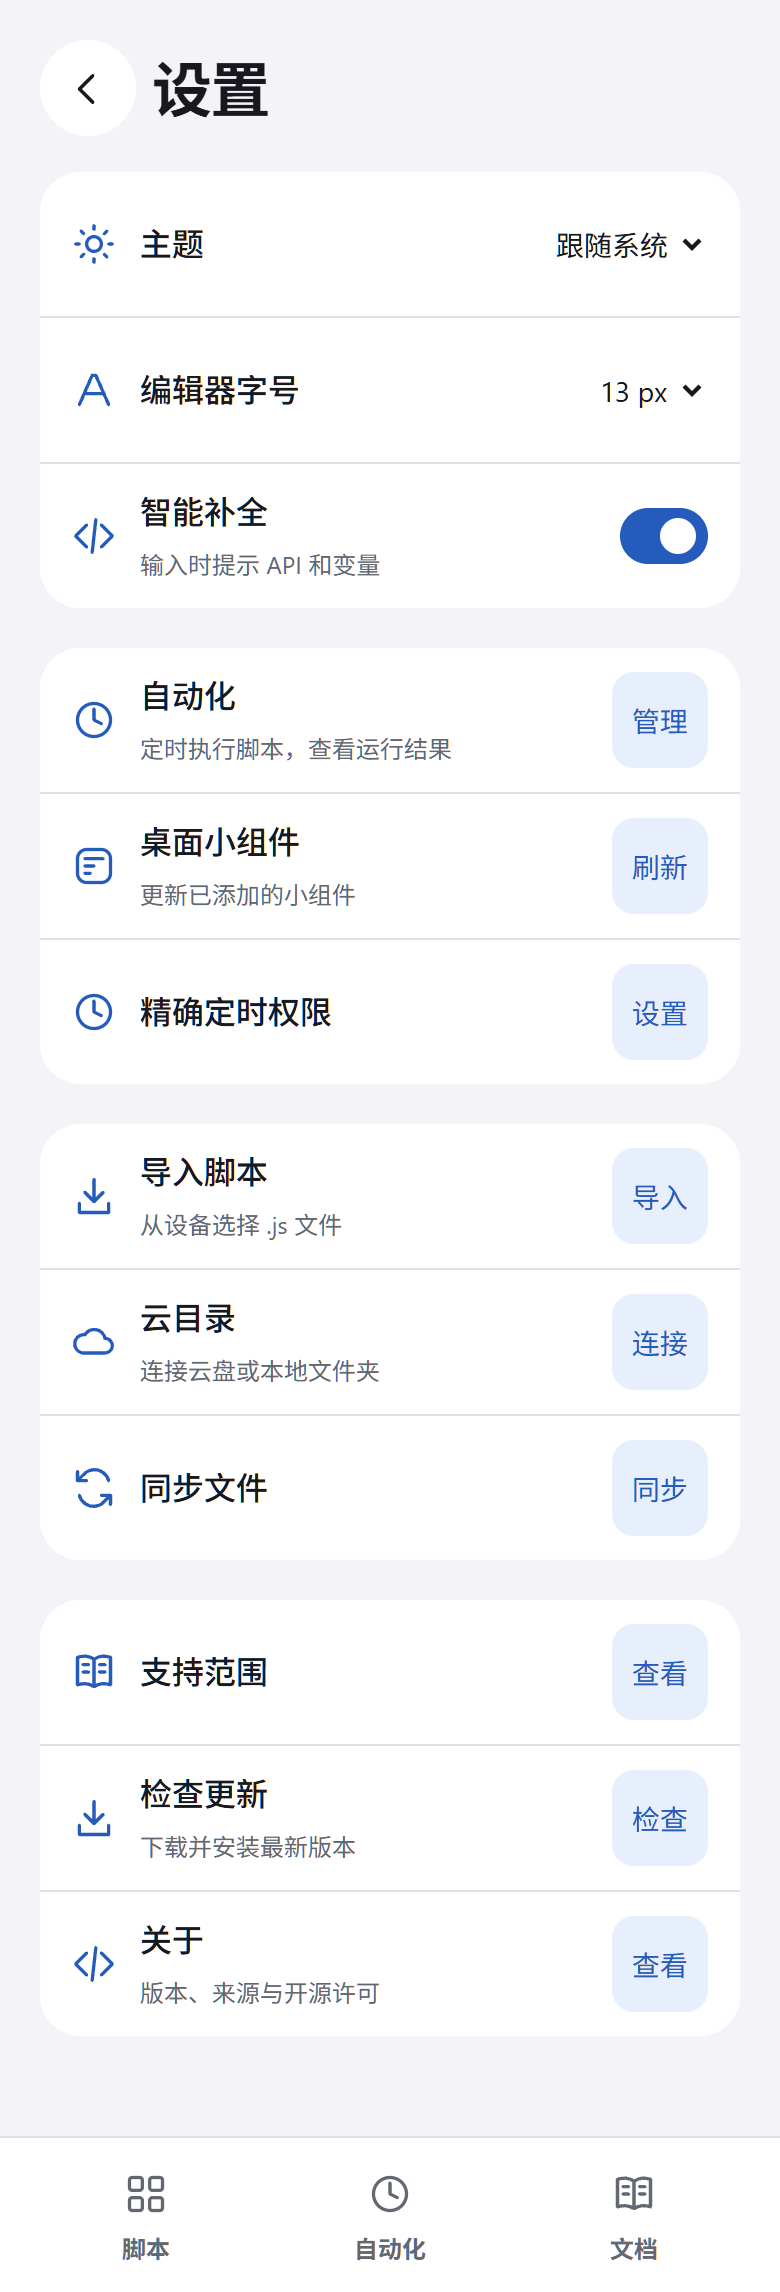 设置
主题
跟随系统
编辑器字号
13 px
智能补全
输入时提示 API 和变量
自动化
定时执行脚本，查看运行结果
管理
桌面小组件
更新已添加的小组件
刷新
精确定时权限
设置
导入脚本
从设备选择 .js 文件
导入
云目录
连接云盘或本地文件夹
连接
同步文件
同步
支持范围
查看
检查更新
下载并安装最新版本
检查
关于
版本、来源与开源许可
查看
脚本
自动化
文档